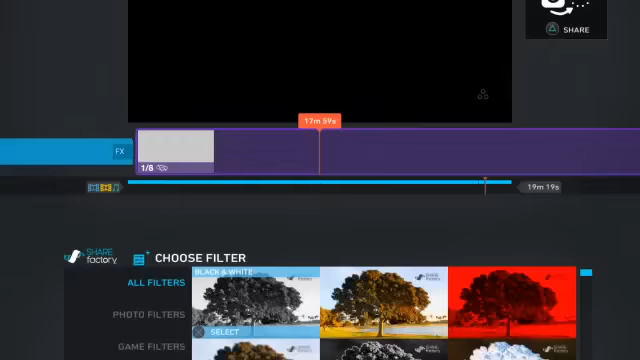 SHARE
17m 59s
FX
1/6
19m 19s
SHARE
factory
CHOOSE FILTER
ALL FILTERS
BLACK & WHITE
PHOTO FILTERS
SELECT
GAME FILTERS